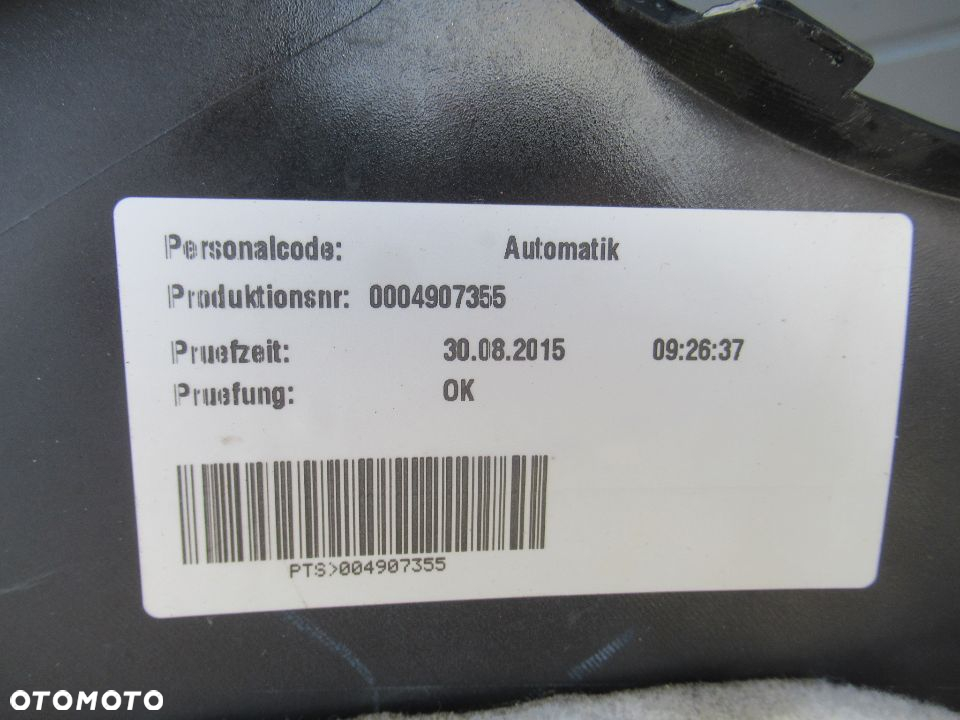 Personalcode: Automatik
Produktionsnr: 0004907355
Pruefzeit: 30.08.2015 09:26:37
Pruefung: OK
PTS>004907355
OTOMOTO